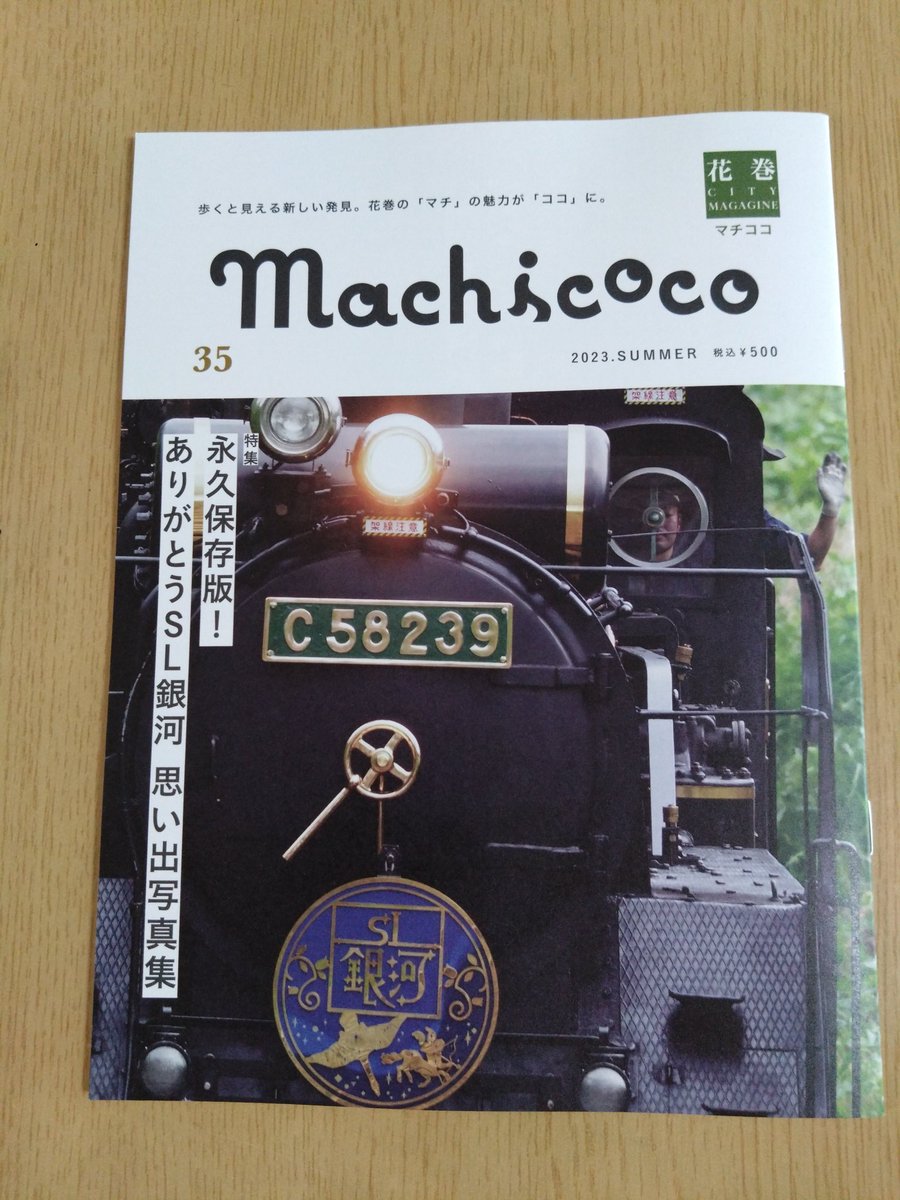 花巻
CITY
MAGAGINE
マチココ
歩くと見える新しい発見。花巻の「マチ」の魅力が「ココ」に。
machicoco
35
2023.SUMMER 税込¥500
特集
永久保存版！
ありがとうSL銀河 思い出写真集
架線注意
架線注意
C58239
SL
銀河